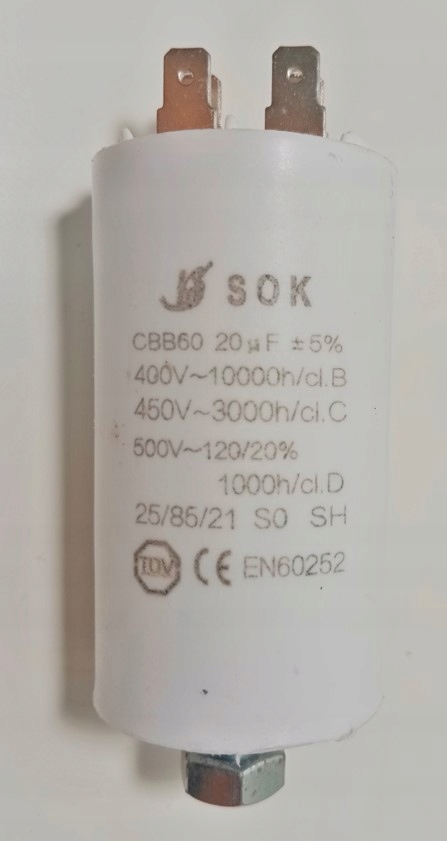 SOK
CBB60 20µF ±5%
400V~10000h/cl.B
450V~3000h/cl.C
500V~120/20%
1000h/cl.D
25/85/21 S0 SH
TÜV CE EN60252